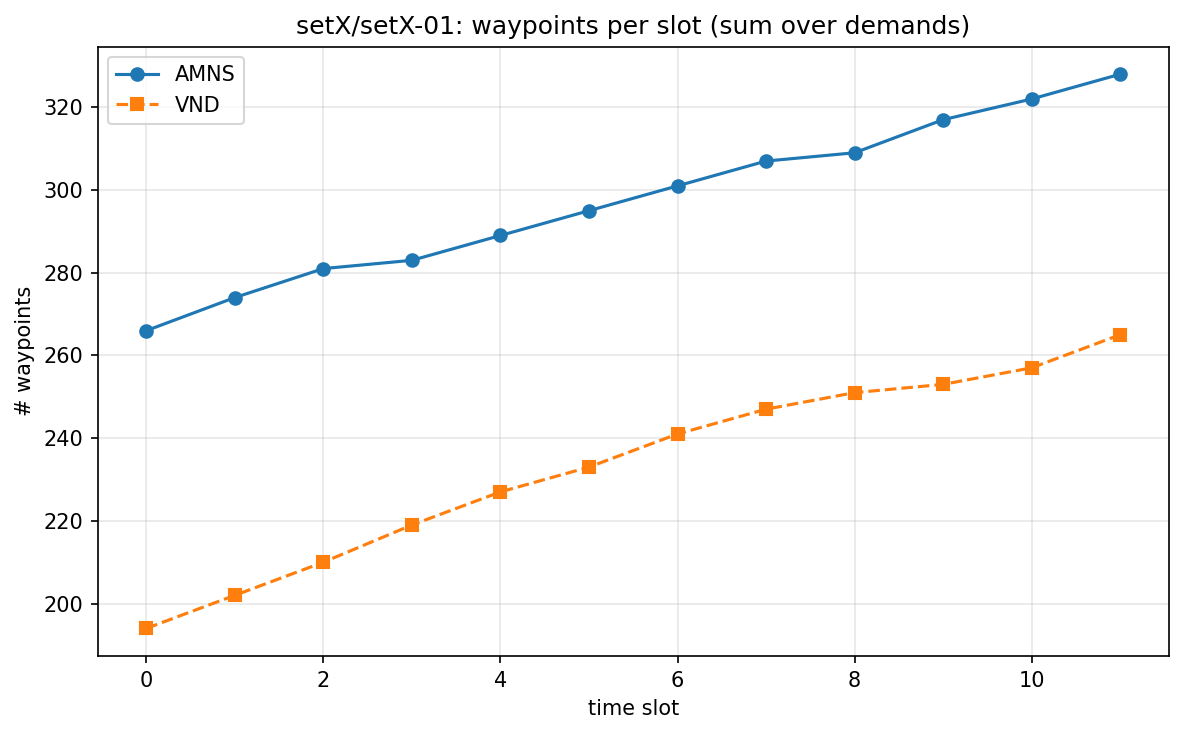 setX/setX-01: waypoints per slot (sum over demands)
AMNS
VND
# waypoints
320
300
280
260
240
220
200
0 2 4 6 8 10
time slot